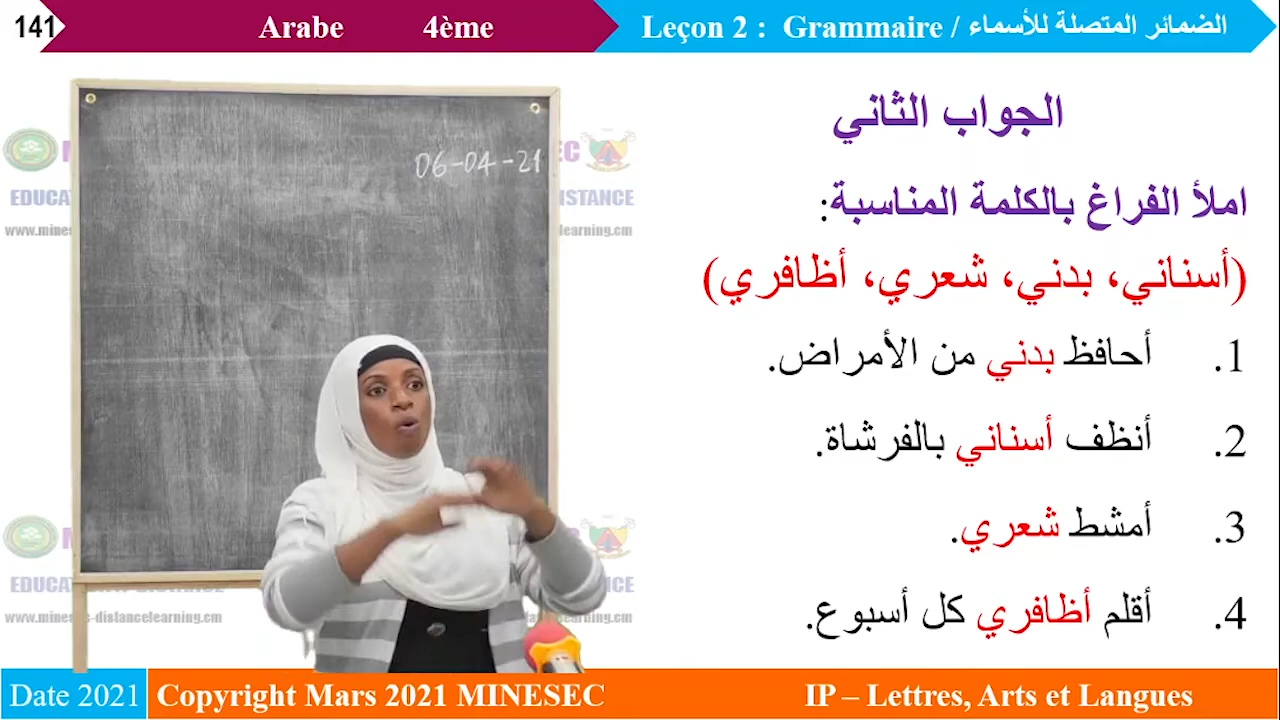 141
Arabe 4ème
Leçon 2 : Grammaire / الضمائر المتصلة للأسماء
06-04-21
الجواب الثاني
املأ الفراغ بالكلمة المناسبة:
(أسناني، بدني، شعري، أظافري)
1. أحافظ بدني من الأمراض.
2. أنظف أسناني بالفرشاة.
3. أمشط شعري.
4. أقلم أظافري كل أسبوع.
Date 2021
Copyright Mars 2021 MINESEC
IP – Lettres, Arts et Langues